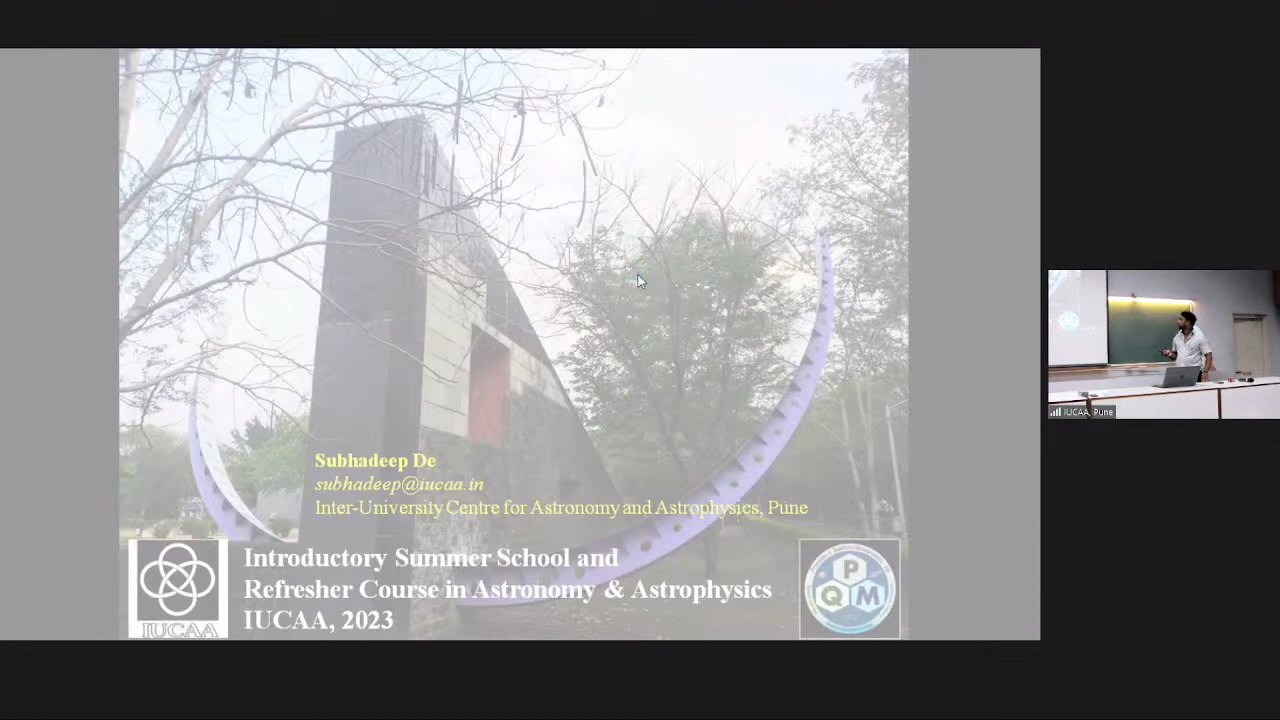 Subhadeep De
subhadeep@iucaa.in
Inter-University Centre for Astronomy and Astrophysics, Pune
Introductory Summer School and
Refresher Course in Astronomy & Astrophysics
IUCAA, 2023
IUCAA
P
Q M
IUCAA, Pune